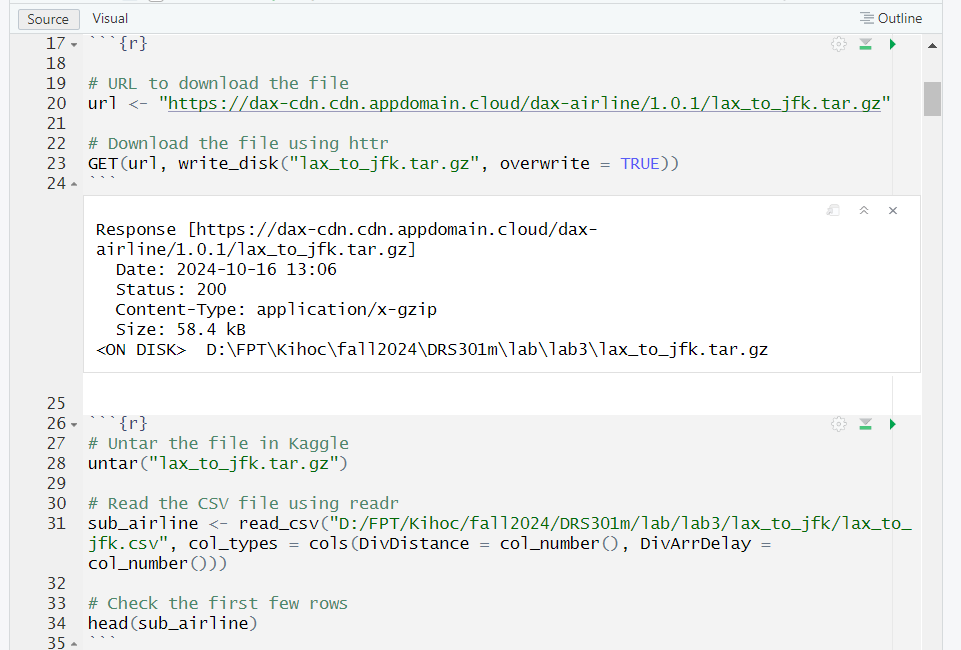 Source Visual Outline
17 ```{r}
18
19 # URL to download the file
20 url <- "https://dax-cdn.cdn.appdomain.cloud/dax-airline/1.0.1/lax_to_jfk.tar.gz"
21
22 # Download the file using httr
23 GET(url, write_disk("lax_to_jfk.tar.gz", overwrite = TRUE))
24 ```
Response [https://dax-cdn.cdn.appdomain.cloud/dax-
airline/1.0.1/lax_to_jfk.tar.gz]
  Date: 2024-10-16 13:06
  Status: 200
  Content-Type: application/x-gzip
  Size: 58.4 kB
<ON DISK>  D:\FPT\Kihoc\fall2024\DRS301m\lab\lab3\lax_to_jfk.tar.gz
25
26 ```{r}
27 # Untar the file in Kaggle
28 untar("lax_to_jfk.tar.gz")
29
30 # Read the CSV file using readr
31 sub_airline <- read_csv("D:/FPT/Kihoc/fall2024/DRS301m/lab/lab3/lax_to_jfk/lax_to_
jfk.csv", col_types = cols(DivDistance = col_number(), DivArrDelay =
col_number()))
32
33 # Check the first few rows
34 head(sub_airline)
35 ```